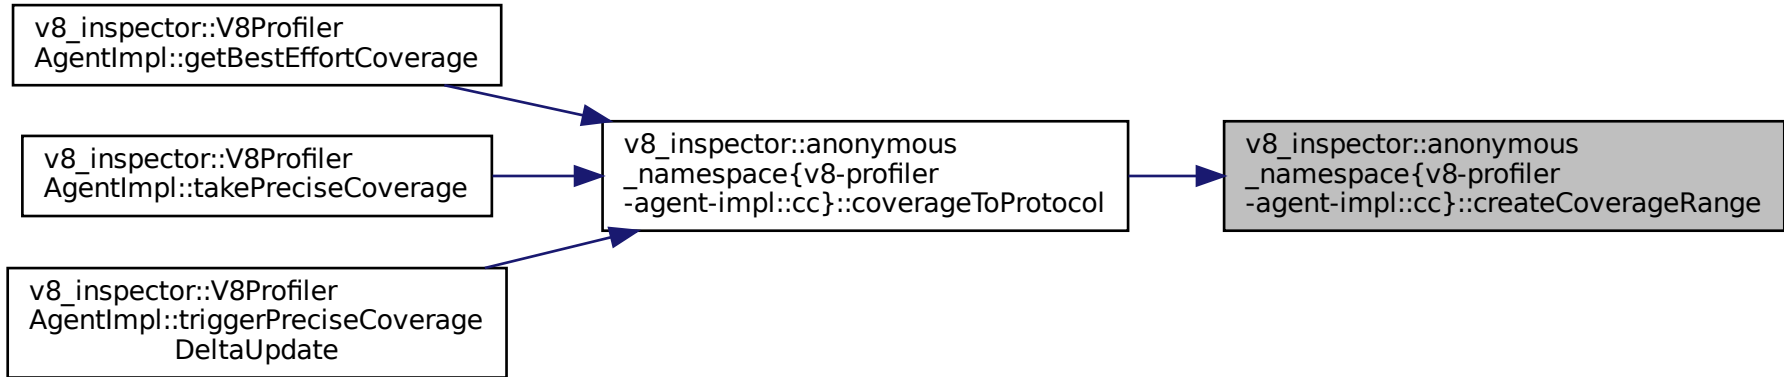 v8_inspector::V8Profiler
AgentImpl::getBestEffortCoverage
v8_inspector::V8Profiler
AgentImpl::takePreciseCoverage
v8_inspector::V8Profiler
AgentImpl::triggerPreciseCoverage
DeltaUpdate
v8_inspector::anonymous
_namespace{v8-profiler
-agent-impl::cc}::coverageToProtocol
v8_inspector::anonymous
_namespace{v8-profiler
-agent-impl::cc}::createCoverageRange